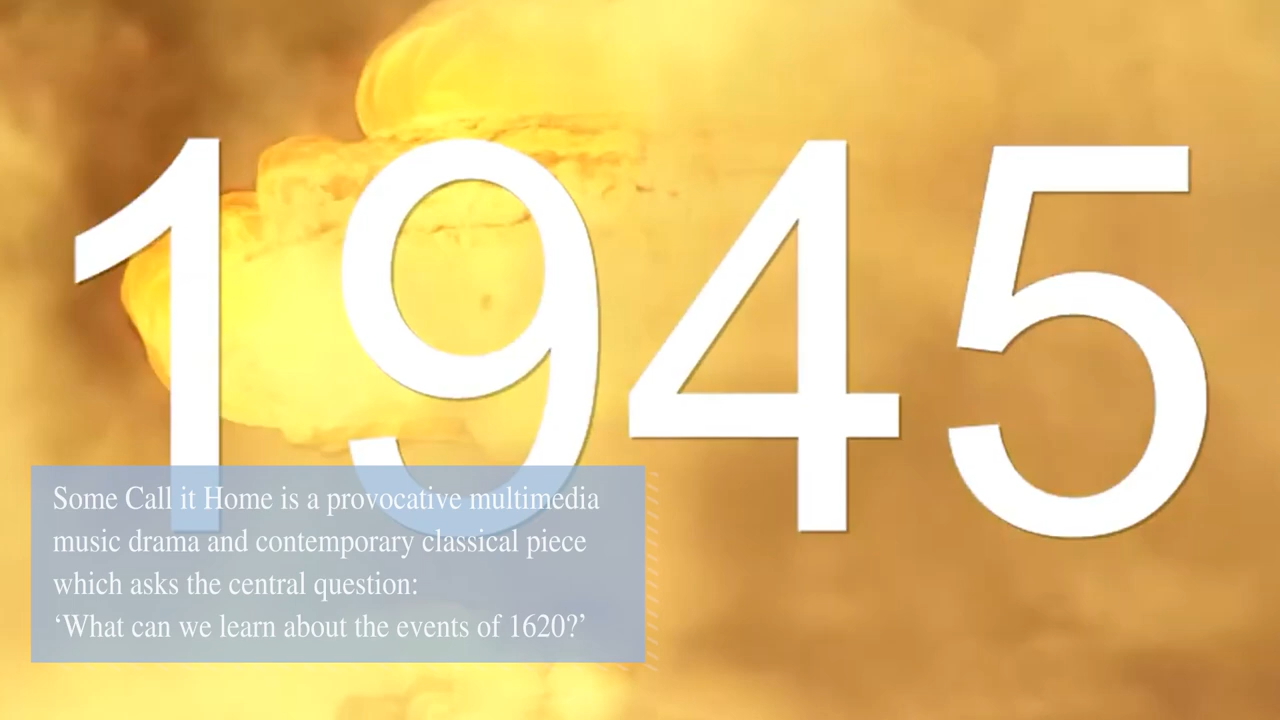 1945
Some Call it Home is a provocative multimedia
music drama and contemporary classical piece
which asks the central question:
‘What can we learn about the events of 1620?’